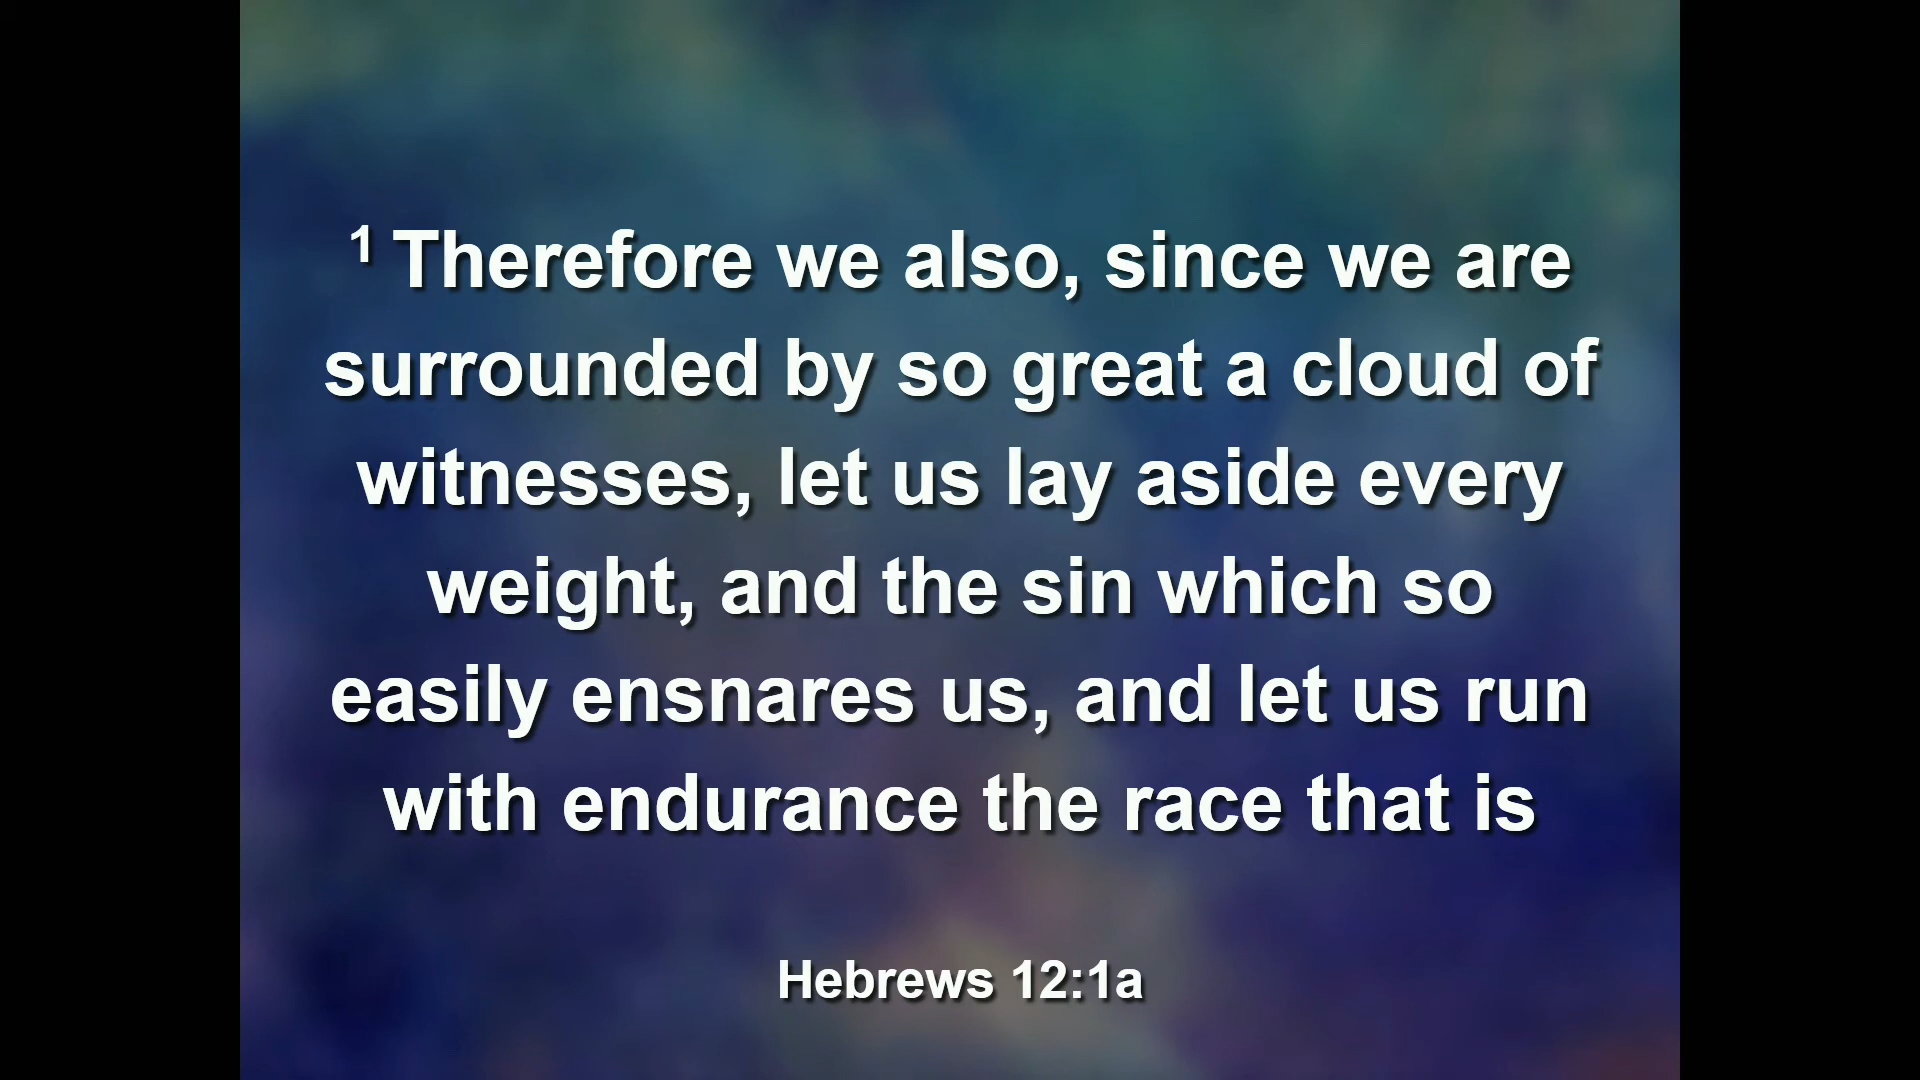 1 Therefore we also, since we are
surrounded by so great a cloud of
witnesses, let us lay aside every
weight, and the sin which so
easily ensnares us, and let us run
with endurance the race that is
Hebrews 12:1a